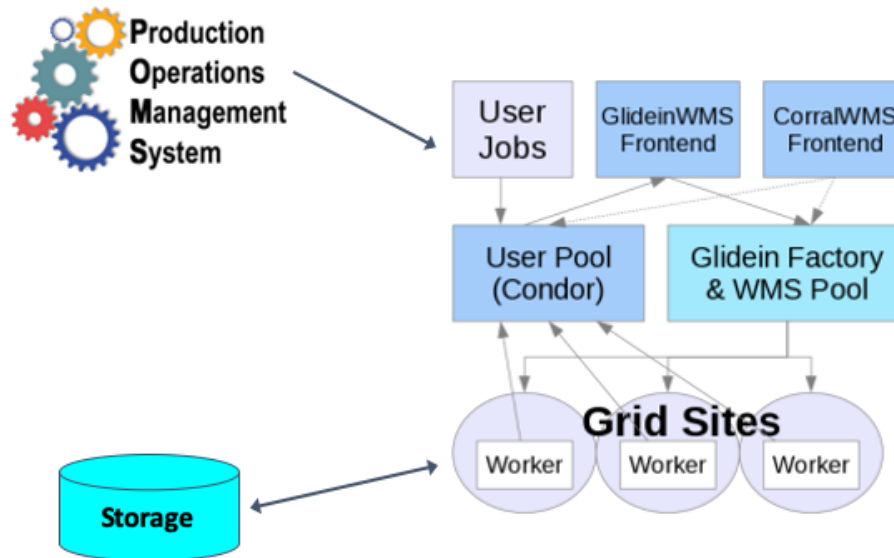 Production
Operations
Management
System
User
Jobs
GlideinWMS
Frontend
CorralWMS
Frontend
User Pool
(Condor)
Glidein Factory
& WMS Pool
Grid Sites
Worker
Worker
Worker
Storage